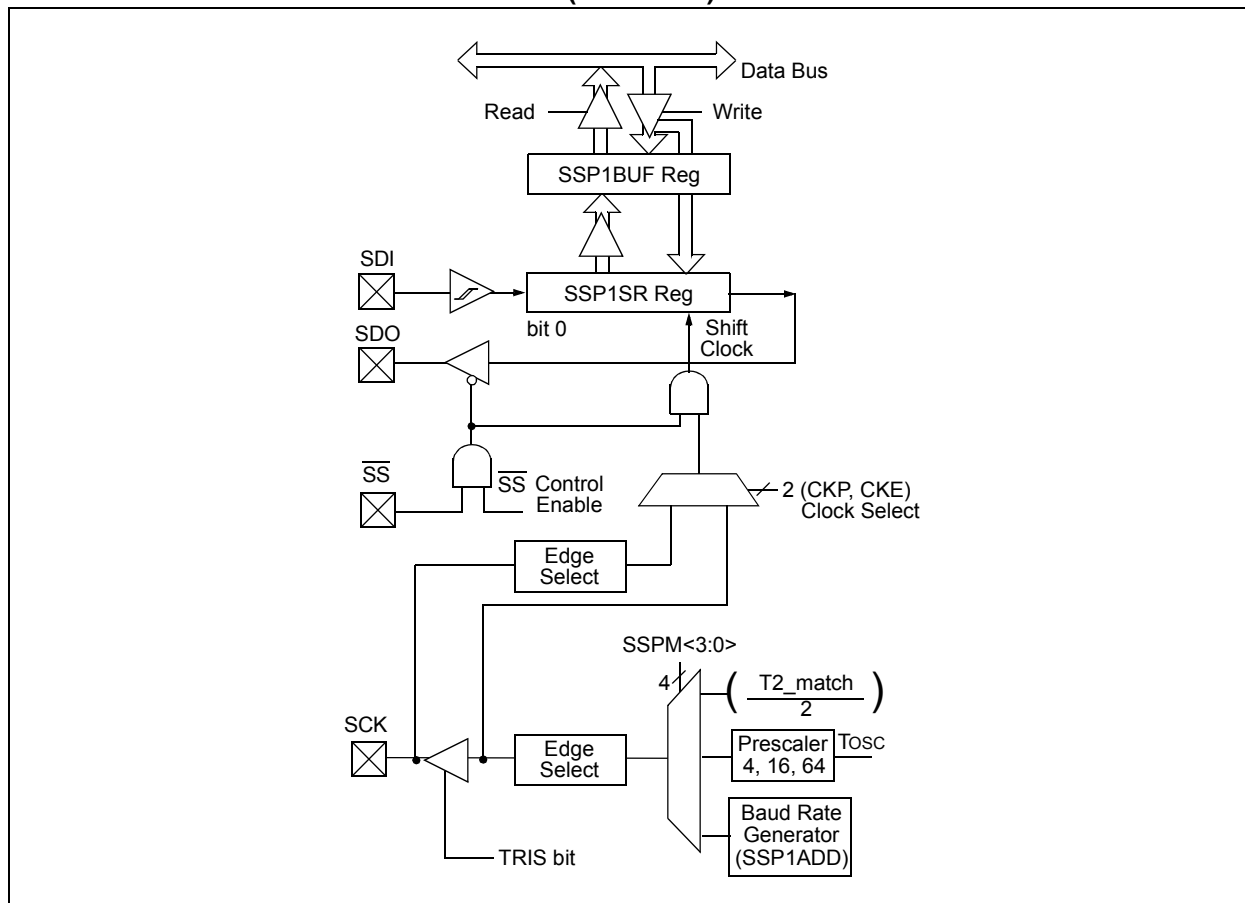 Data Bus
Read
Write
SSP1BUF Reg
SDI
SSP1SR Reg
bit 0
Shift
Clock
SDO
SS
SS Control
Enable
2 (CKP, CKE)
Clock Select
Edge
Select
SSPM<3:0>
4
( T2_match )
2
SCK
Edge
Select
Prescaler
4, 16, 64
TOSC
Baud Rate
Generator
(SSP1ADD)
TRIS bit